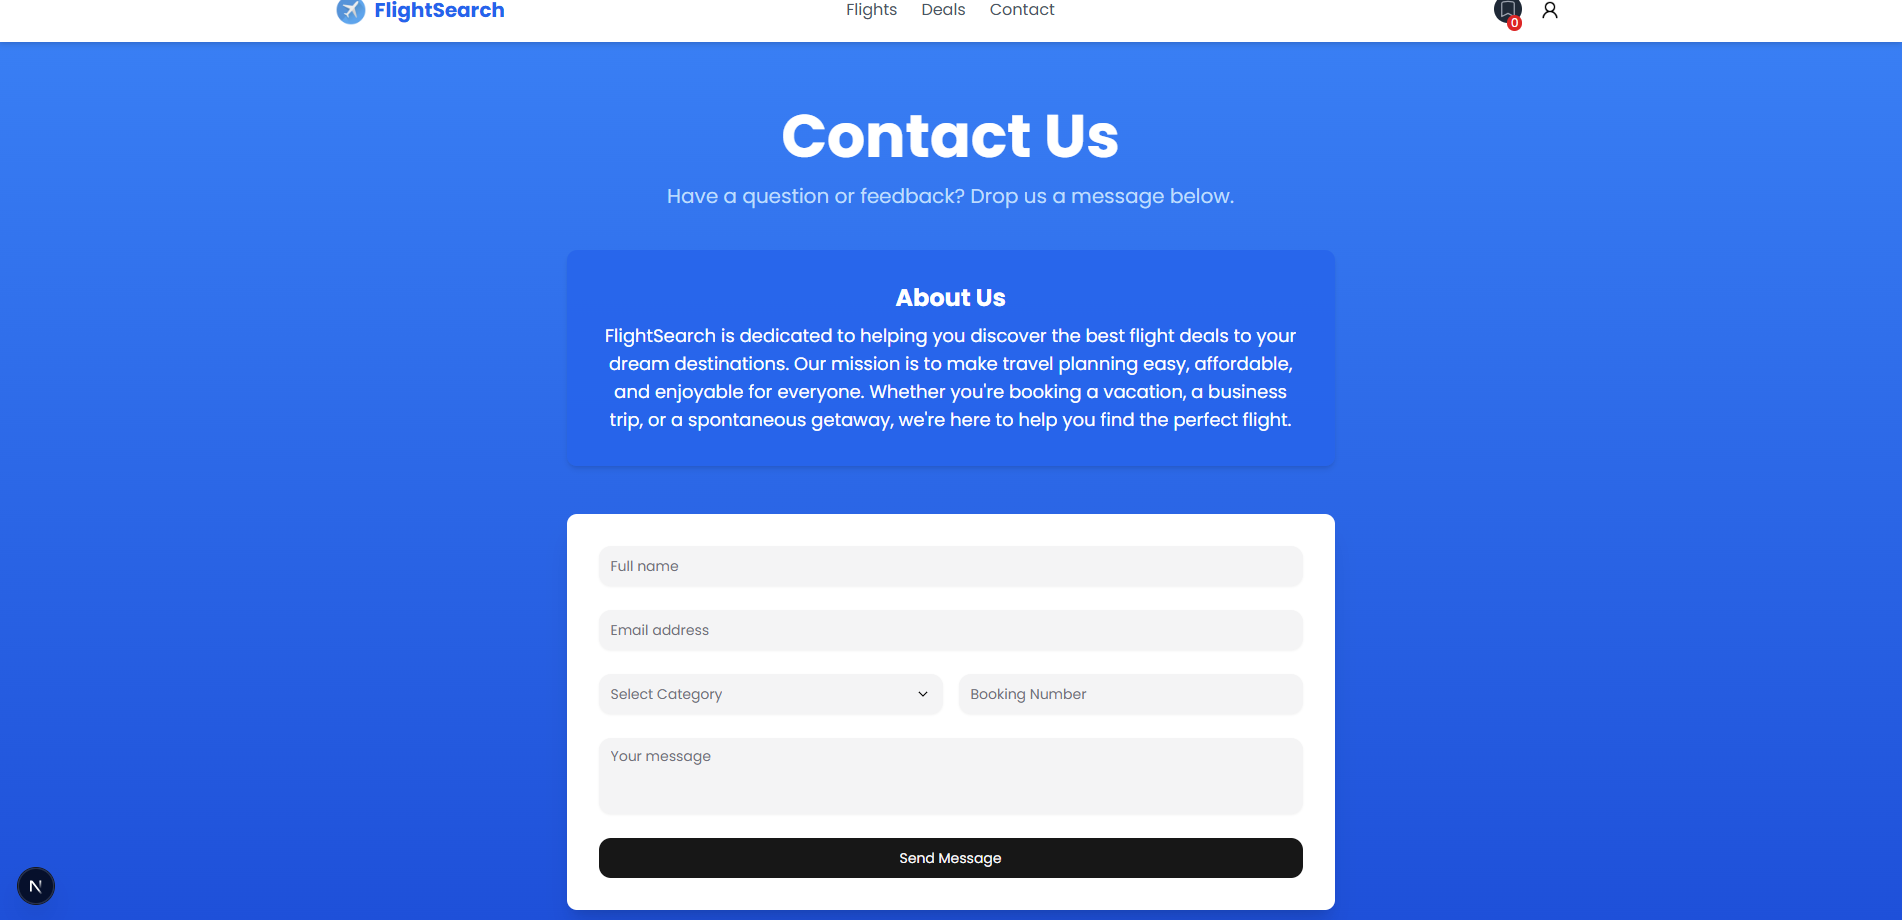 FlightSearch
Flights Deals Contact
0
Contact Us
Have a question or feedback? Drop us a message below.
About Us
FlightSearch is dedicated to helping you discover the best flight deals to your
dream destinations. Our mission is to make travel planning easy, affordable,
and enjoyable for everyone. Whether you're booking a vacation, a business
trip, or a spontaneous getaway, we're here to help you find the perfect flight.
Full name
Email address
Select Category
Booking Number
Your message
Send Message
N